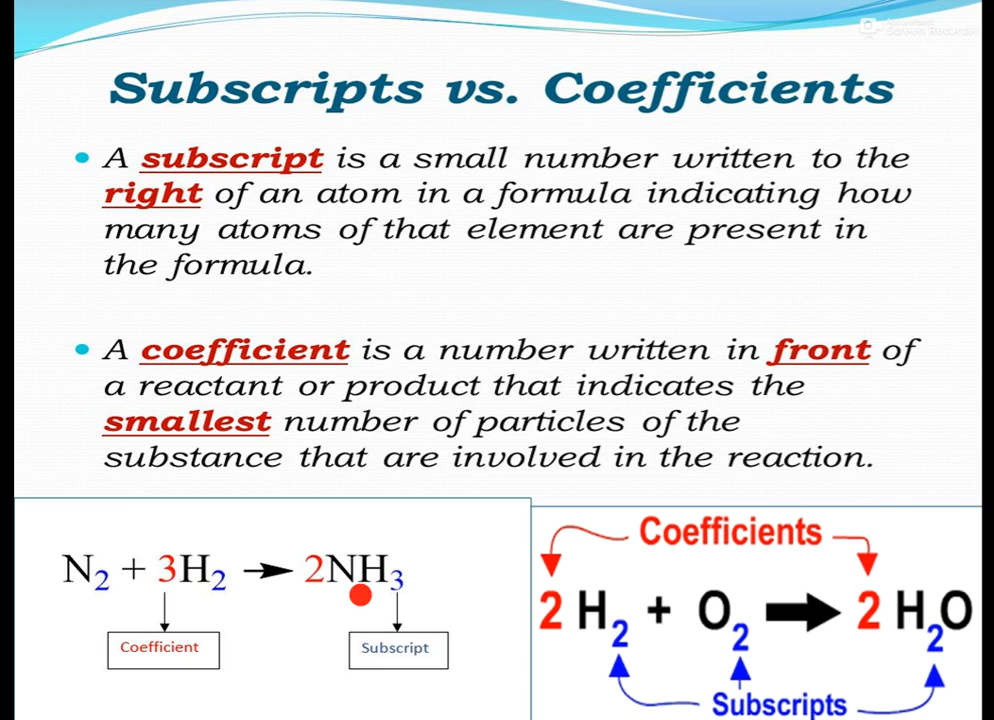 Screen Recorder
Subscripts vs. Coefficients
• A subscript is a small number written to the
right of an atom in a formula indicating how
many atoms of that element are present in
the formula.
• A coefficient is a number written in front of
a reactant or product that indicates the
smallest number of particles of the
substance that are involved in the reaction.
N₂ + 3H₂ → 2NH₃
Coefficient
Subscript
Coefficients
2 H₂ + O₂ → 2 H₂O
Subscripts